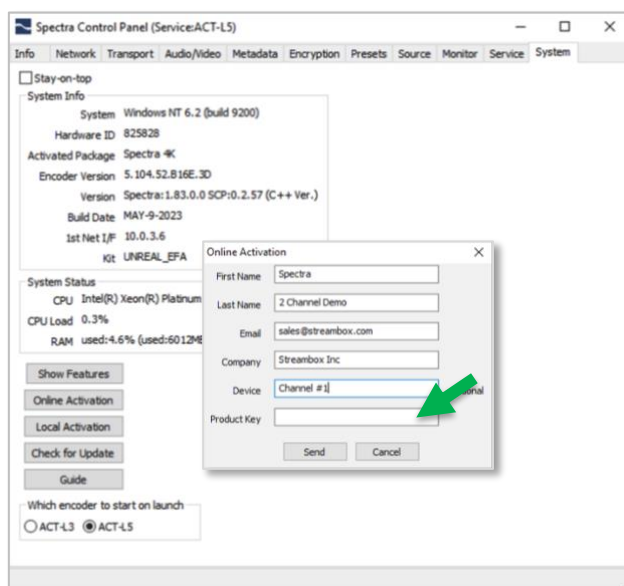 Spectra Control Panel (Service:ACT-L5)
Info Network Transport Audio/Video Metadata Encryption Presets Source Monitor Service System
Stay-on-top
System Info
System Windows NT 6.2 (build 9200)
Hardware ID 825828
Activated Package Spectra 4K
Encoder Version 5.104.52.B16E.3D
Version Spectra:1.83.0.0 SCP:0.2.57 (C++ Ver.)
Build Date MAY-9-2023
1st Net I/F 10.0.3.6
Kit UNREAL_EFA
System Status
CPU Intel(R) Xeon(R) Platinum
CPU Load 0.3%
RAM used:4.6% (used:6012MB
Show Features
Online Activation
Local Activation
Check for Update
Guide
Which encoder to start on launch
ACT-L3 ACT-L5
Online Activation
First Name Spectra
Last Name 2 Channel Demo
Email sales@streambox.com
Company Streambox Inc
Device Channel #1
Product Key
Send Cancel